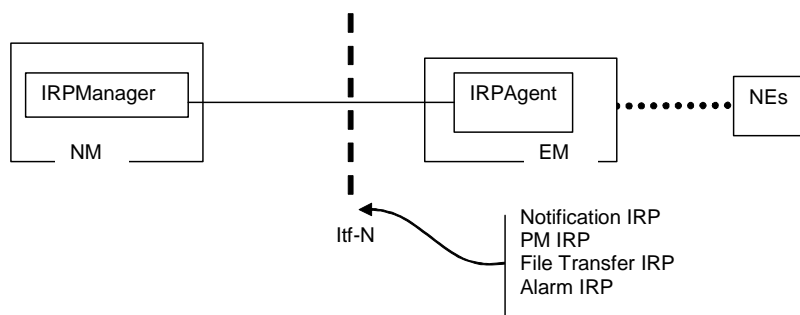 IRPManager
NM
IRPAgent
EM
NEs
Itf-N
Notification IRP
PM IRP
File Transfer IRP
Alarm IRP